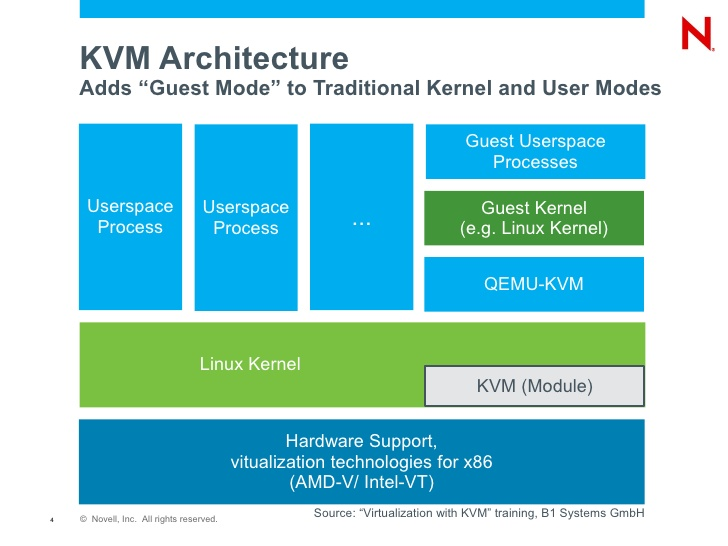 KVM Architecture
Adds “Guest Mode” to Traditional Kernel and User Modes
N
Userspace
Process
Userspace
Process
...
Guest Userspace
Processes
Guest Kernel
(e.g. Linux Kernel)
QEMU-KVM
Linux Kernel
KVM (Module)
Hardware Support,
vitualization technologies for x86
(AMD-V/ Intel-VT)
4
© Novell, Inc. All rights reserved.
Source: “Virtualization with KVM” training, B1 Systems GmbH